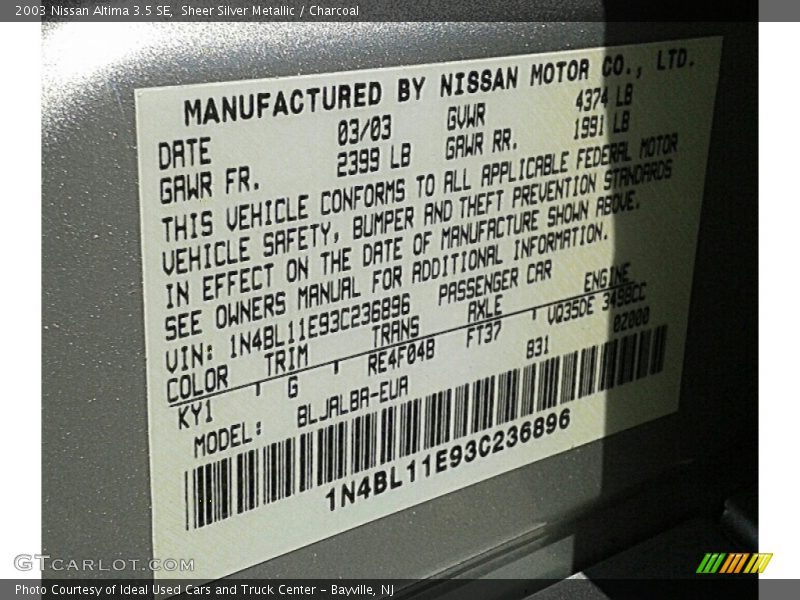 2003 Nissan Altima 3.5 SE, Sheer Silver Metallic / Charcoal
MANUFACTURED BY NISSAN MOTOR CO., LTD.
DATE 03/03 GVWR 4374 LB
GAWR FR. 2399 LB GAWR RR. 1991 LB
THIS VEHICLE CONFORMS TO ALL APPLICABLE FEDERAL MOTOR
VEHICLE SAFETY, BUMPER AND THEFT PREVENTION STANDARDS
IN EFFECT ON THE DATE OF MANUFACTURE SHOWN ABOVE.
SEE OWNERS MANUAL FOR ADDITIONAL INFORMATION.
VIN: 1N4BL11E93C236896 PASSENGER CAR
COLOR TRIM TRANS AXLE ENGINE
KY1 G RE4F04B FT37 VQ35DE 3498CC
MODEL: BLJALBA-EUA B31 02000
1N4BL11E93C236896
GTCARLOT.COM
Photo Courtesy of Ideal Used Cars and Truck Center – Bayville, NJ